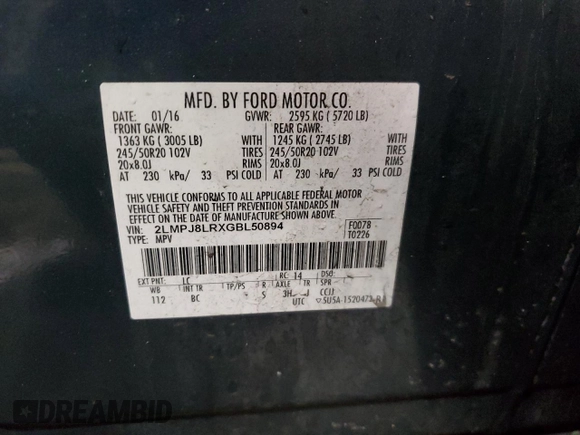 MFD. BY FORD MOTOR CO.
DATE: 01/16 GVWR: 2595 KG ( 5720 LB)
FRONT GAWR: REAR GAWR:
1363 KG ( 3005 LB) WITH 1245 KG ( 2745 LB) WITH
245/50R20 102V TIRES 245/50R20 102V TIRES
20x8.0J RIMS 20x8.0J RIMS
AT 230 kPa/ 33 PSI COLD AT 230 kPa/ 33 PSI COLD
THIS VEHICLE CONFORMS TO ALL APPLICABLE FEDERAL MOTOR
VEHICLE SAFETY AND THEFT PREVENTION STANDARDS IN
EFFECT ON THE DATE OF MANUFACTURE SHOWN ABOVE.
VIN: 2LMPJ8LRXGBL50894 F0078
TYPE: MPV T0226
EXT PNT: LC RC: 14 DSO:
WB INT TR TP/PS R AXLE TR SPR
112 BC S CCJJ
UTC
DREAMBID